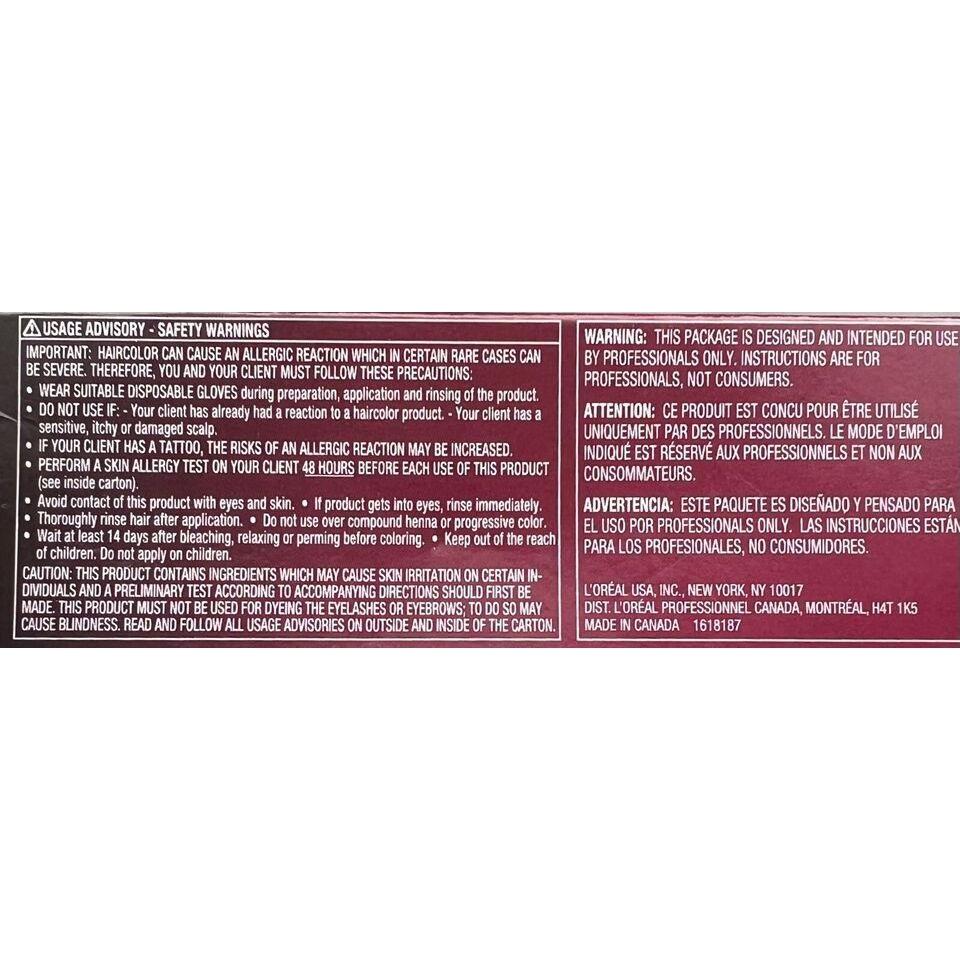 ⚠ USAGE ADVISORY - SAFETY WARNINGS
IMPORTANT: HAIRCOLOR CAN CAUSE AN ALLERGIC REACTION WHICH IN CERTAIN RARE CASES CAN
BE SEVERE. THEREFORE, YOU AND YOUR CLIENT MUST FOLLOW THESE PRECAUTIONS:
• WEAR SUITABLE DISPOSABLE GLOVES during preparation, application and rinsing of the product.
• DO NOT USE IF: - Your client has already had a reaction to a haircolor product. - Your client has a
sensitive, itchy or damaged scalp.
• IF YOUR CLIENT HAS A TATTOO, THE RISKS OF AN ALLERGIC REACTION MAY BE INCREASED.
• PERFORM A SKIN ALLERGY TEST ON YOUR CLIENT 48 HOURS BEFORE EACH USE OF THIS PRODUCT
(see inside carton).
• Avoid contact of this product with eyes and skin. • If product gets into eyes, rinse immediately.
• Thoroughly rinse hair after application. • Do not use over compound henna or progressive color.
• Wait at least 14 days after bleaching, relaxing or perming before coloring. • Keep out of the reach
of children. Do not apply on children.
CAUTION: THIS PRODUCT CONTAINS INGREDIENTS WHICH MAY CAUSE SKIN IRRITATION ON CERTAIN IN-
DIVIDUALS AND A PRELIMINARY TEST ACCORDING TO ACCOMPANYING DIRECTIONS SHOULD FIRST BE
MADE. THIS PRODUCT MUST NOT BE USED FOR DYEING THE EYELASHES OR EYEBROWS; TO DO SO MAY
CAUSE BLINDNESS. READ AND FOLLOW ALL USAGE ADVISORIES ON OUTSIDE AND INSIDE OF THE CARTON.
WARNING: THIS PACKAGE IS DESIGNED AND INTENDED FOR USE
BY PROFESSIONALS ONLY. INSTRUCTIONS ARE FOR
PROFESSIONALS, NOT CONSUMERS.
ATTENTION: CE PRODUIT EST CONCU POUR ÊTRE UTILISÉ
UNIQUEMENT PAR DES PROFESSIONNELS. LE MODE D'EMPLOI
INDIQUÉ EST RÉSERVÉ AUX PROFESSIONNELS ET NON AUX
CONSOMMATEURS.
ADVERTENCIA: ESTE PAQUETE ES DISEÑADO Y PENSADO PARA
EL USO POR PROFESSIONALS ONLY. LAS INSTRUCCIONES ESTÁN
PARA LOS PROFESIONALES, NO CONSUMIDORES.
L'ORÉAL USA, INC., NEW YORK, NY 10017
DIST. L'ORÉAL PROFESSIONNEL CANADA, MONTRÉAL, H4T 1K5
MADE IN CANADA 1618187